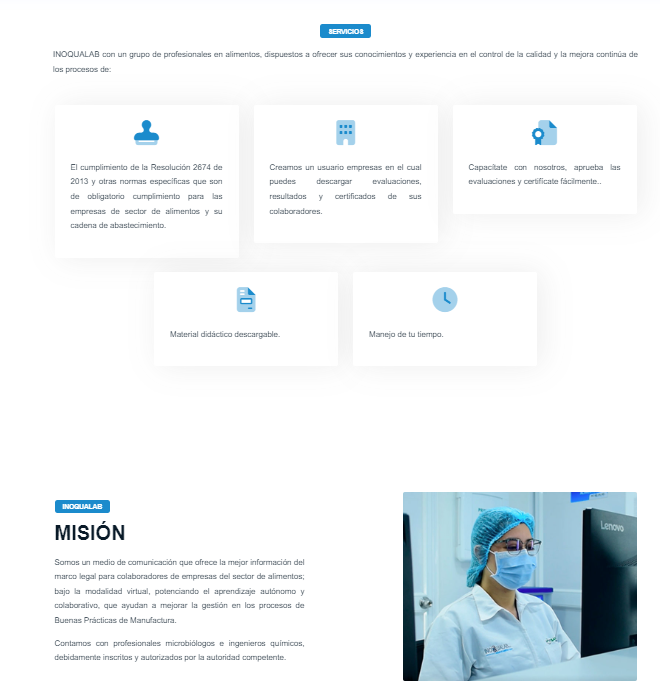 SERVICIOS
INOQUALAB con un grupo de profesionales en alimentos, dispuestos a ofrecer sus conocimientos y experiencia en el control de la calidad y la mejora continúa de
los procesos de:
El cumplimiento de la Resolución 2674 de
2013 y otras normas específicas que son
de obligatorio cumplimiento para las
empresas de sector de alimentos y su
cadena de abastecimiento.
Creamos un usuario empresas en el cual
puedes descargar evaluaciones,
resultados y certificados de sus
colaboradores.
Capacítate con nosotros, aprueba las
evaluaciones y certifícate fácilmente..
Material didáctico descargable.
Manejo de tu tiempo.
INOQUALAB
MISIÓN
Somos un medio de comunicación que ofrece la mejor información del
marco legal para colaboradores de empresas del sector de alimentos;
bajo la modalidad virtual, potenciando el aprendizaje autónomo y
colaborativo, que ayudan a mejorar la gestión en los procesos de
Buenas Prácticas de Manufactura.
Contamos con profesionales microbiólogos e ingenieros químicos,
debidamente inscritos y autorizados por la autoridad competente.
Lenovo